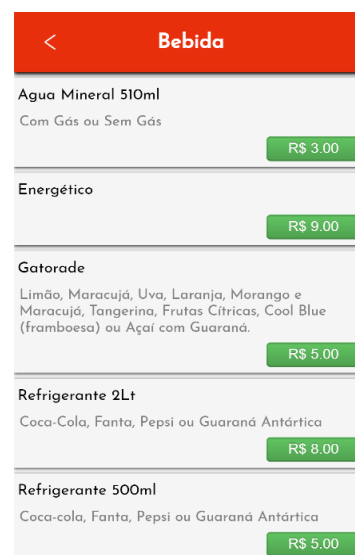 Bebida
Agua Mineral 510ml
Com Gás ou Sem Gás
R$ 3.00
Energético
R$ 9.00
Gatorade
Limão, Maracujá, Uva, Laranja, Morango e
Maracujá, Tangerina, Frutas Cítricas, Cool Blue
(framboesa) ou Açaí com Guaraná.
R$ 5.00
Refrigerante 2Lt
Coca-Cola, Fanta, Pepsi ou Guaraná Antártica
R$ 8.00
Refrigerante 500ml
Coca-cola, Fanta, Pepsi ou Guaraná Antártica
R$ 5.00